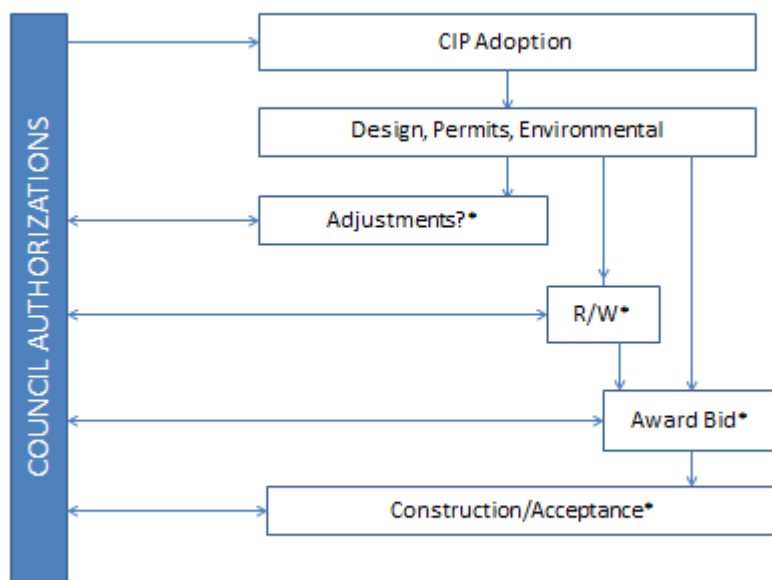 COUNCIL AUTHORIZATIONS
CIP Adoption
Design, Permits, Environmental
Adjustments?*
R/W*
Award Bid*
Construction/Acceptance*